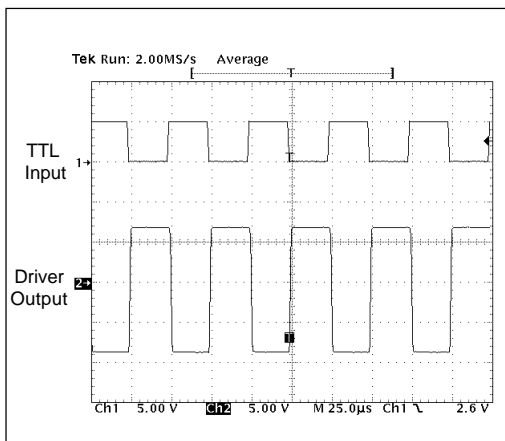 Tek Run: 2.00MS/s Average
[ T ]
TTL
Input
1→
T
Driver
Output
2→
T
Ch1 5.00 V Ch2 5.00 V M 25.0µs Ch1 ⍂ 2.6 V